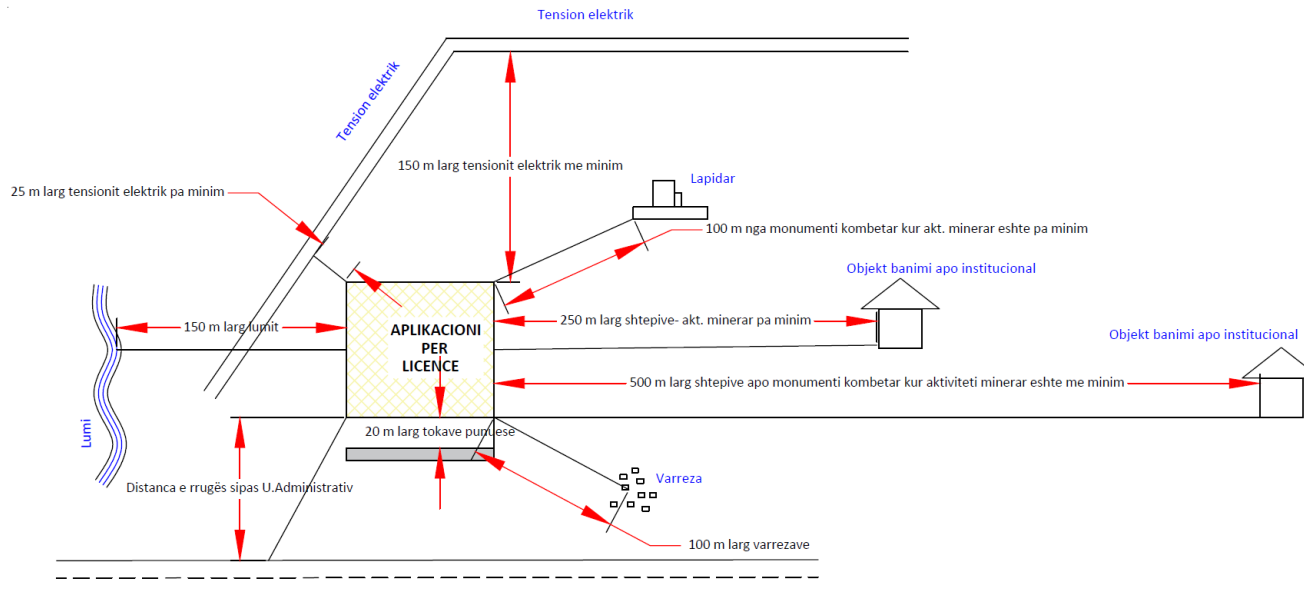 Tension elektrik
Tension elektrik
150 m larg tensionit elektrik me minim
25 m larg tensionit elektrik pa minim
Lapidar
100 m nga monumenti kombetar kur akt. minerar eshte pa minim
Objekt banimi apo institucional
150 m larg lumit
APLIKACIONI
PER
LICENCE
250 m larg shtepive- akt. minerar pa minim
Objekt banimi apo institucional
500 m larg shtepive apo monumenti kombetar kur aktiviteti minerar eshte me minim
Lumi
20 m larg tokave punuese
Varreza
Distanca e rrugës sipas U.Administrativ
100 m larg varrezave